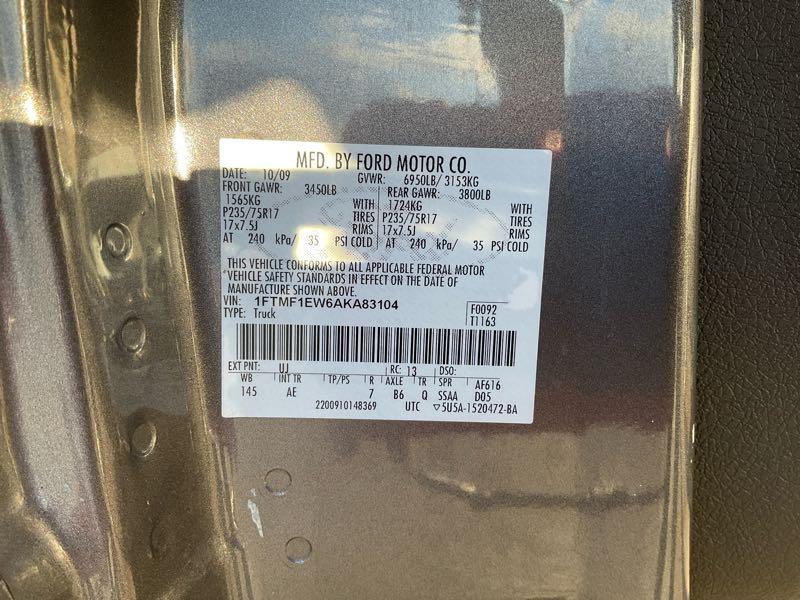 MFD. BY FORD MOTOR CO.
DATE: 10/09 GVWR: 6950LB/ 3153KG
FRONT GAWR: 3450LB REAR GAWR: 3800LB
1565KG WITH 1724KG WITH
P235/75R17 TIRES P235/75R17 TIRES
17x7.5J RIMS 17x7.5J RIMS
AT 240 kPa/ 35 PSI COLD AT 240 kPa/ 35 PSI COLD
THIS VEHICLE CONFORMS TO ALL APPLICABLE FEDERAL MOTOR
VEHICLE SAFETY STANDARDS IN EFFECT ON THE DATE OF
MANUFACTURE SHOWN ABOVE.
VIN: 1FTMF1EW6AKA83104 F0092
TYPE: Truck T1163
EXT PNT: UJ RC: 13 DSO:
WB INT TR TP/PS R AXLE TR SPR AF616
145 AE 7 B6 Q SSAA D05
2200910148369 UTC ▽5U5A-1520472-BA